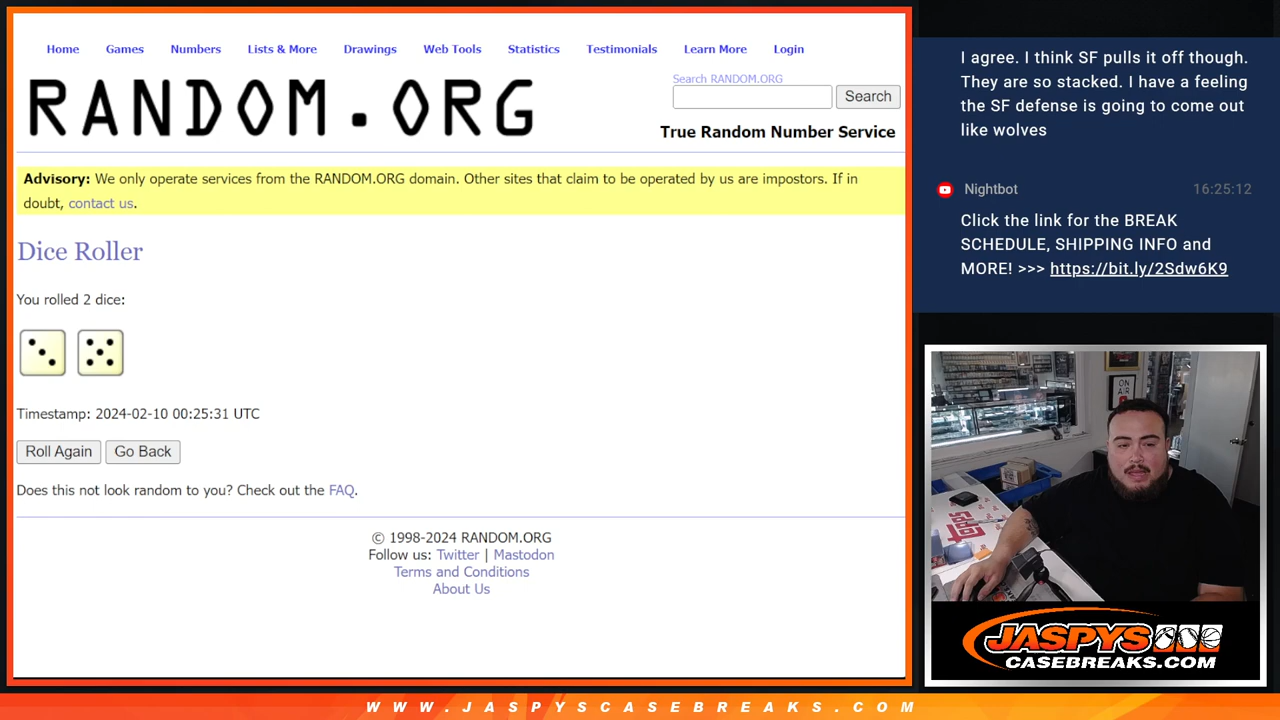 Home Games Numbers Lists & More Drawings Web Tools Statistics Testimonials Learn More Login
RANDOM.ORG
Search RANDOM.ORG
Search
True Random Number Service
Advisory: We only operate services from the RANDOM.ORG domain. Other sites that claim to be operated by us are impostors. If in
doubt, contact us.
Dice Roller
You rolled 2 dice:
Timestamp: 2024-02-10 00:25:31 UTC
Roll Again Go Back
Does this not look random to you? Check out the FAQ.
© 1998-2024 RANDOM.ORG
Follow us: Twitter | Mastodon
Terms and Conditions
About Us
I agree. I think SF pulls it off though.
They are so stacked. I have a feeling
the SF defense is going to come out
like wolves
Nightbot 16:25:12
Click the link for the BREAK
SCHEDULE, SHIPPING INFO and
MORE! >>> https://bit.ly/2Sdw6K9
ON
AIR
JASPYS
CASEBREAKS.COM
WWW.JASPYSCASEBREAKS.COM